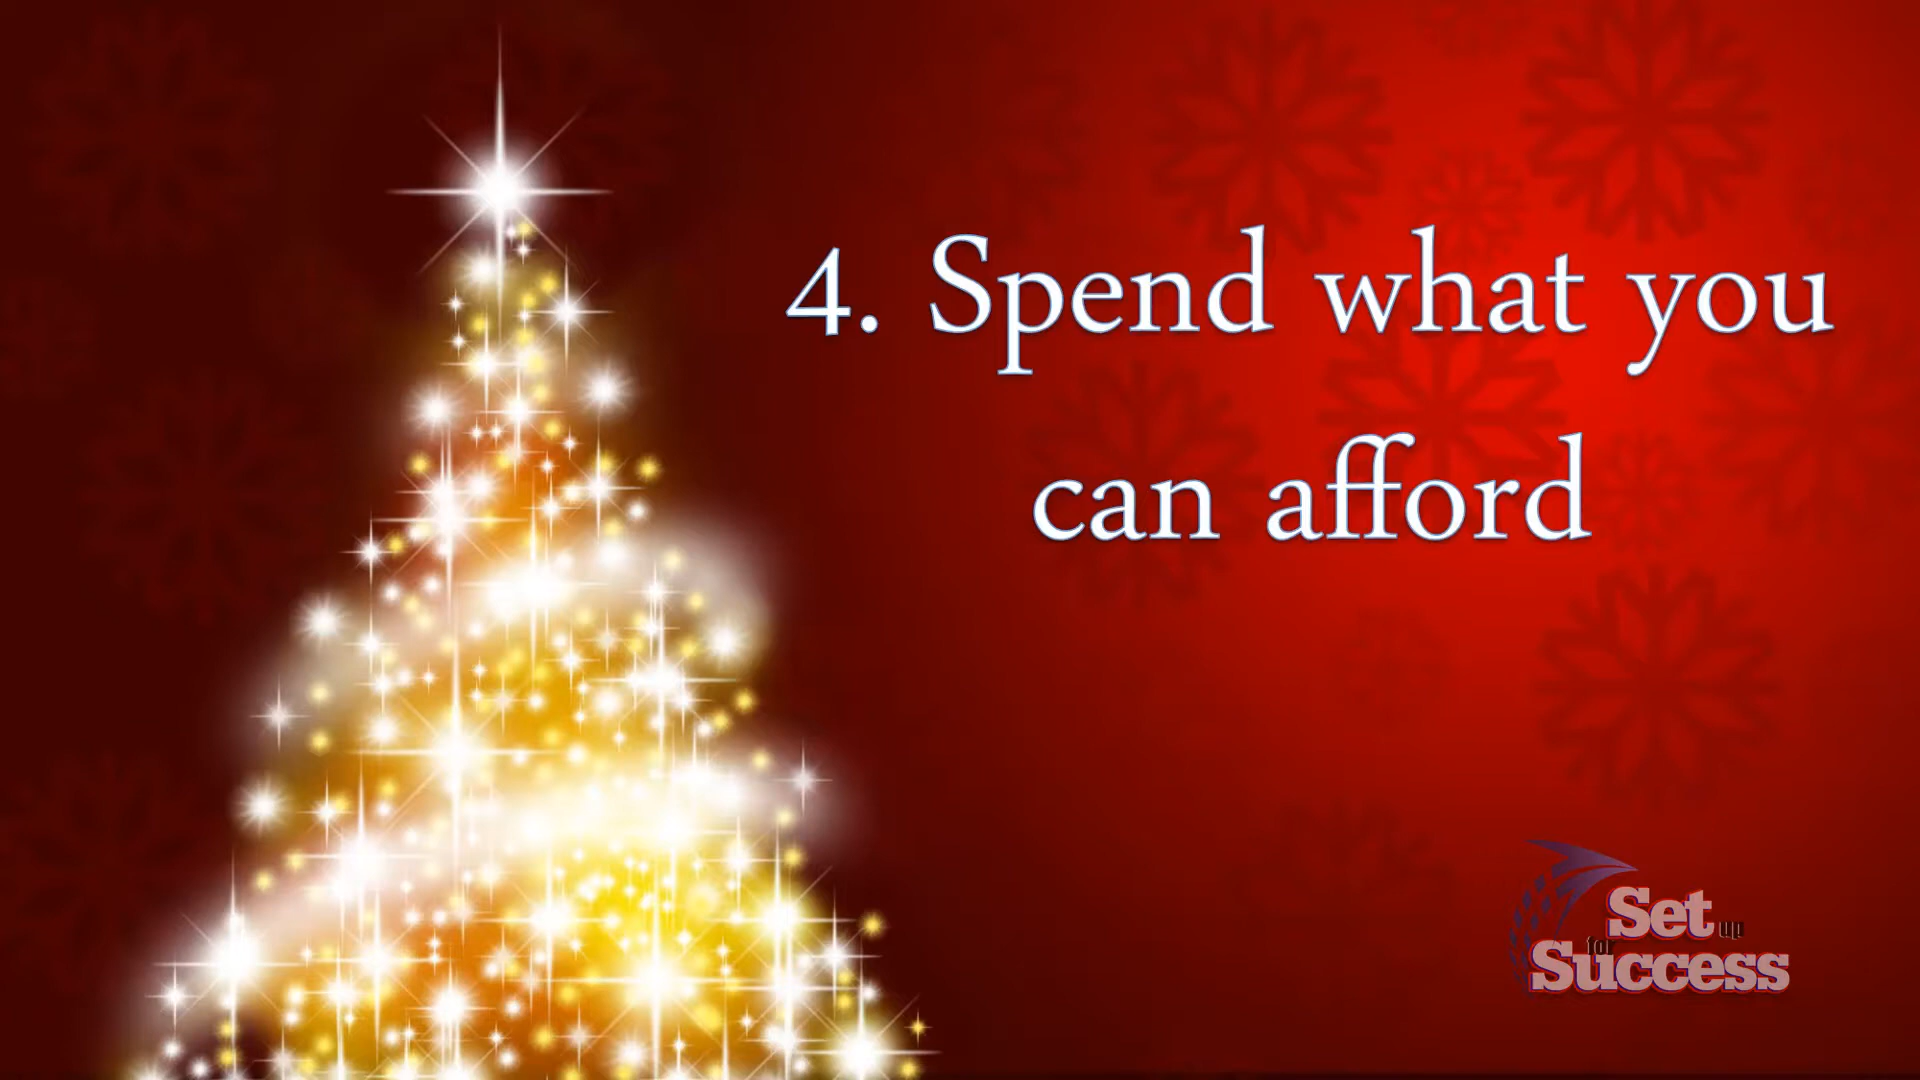 4. Spend what you
can afford
Set up
for
Success